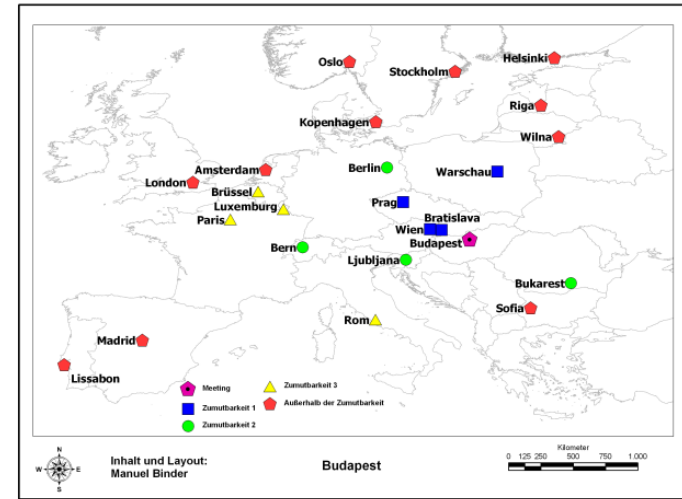 Oslo
Stockholm
Helsinki
Riga
Wilna
Kopenhagen
Amsterdam
London
Brüssel
Luxemburg
Paris
Berlin
Warschau
Prag
Bratislava
Wien
Budapest
Bern
Ljubljana
Bukarest
Sofia
Rom
Madrid
Lissabon
Meeting
Zumutbarkeit 1
Zumutbarkeit 2
Zumutbarkeit 3
Außerhalb der Zumutbarkeit
N
W E
S
Inhalt und Layout:
Manuel Binder
Budapest
Kilometer
0 125 250 500 750 1.000